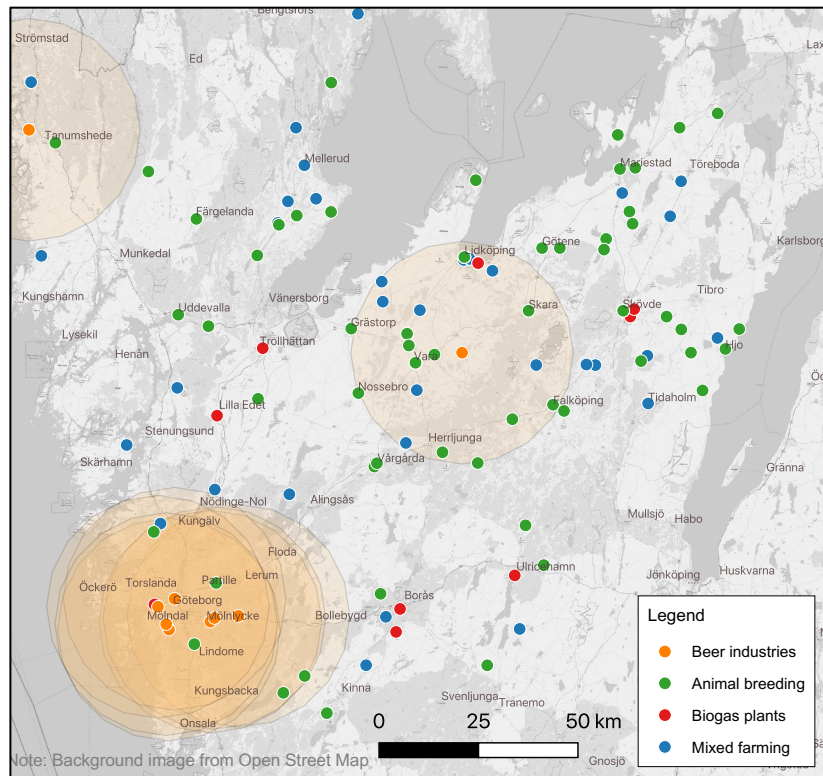 Bengtsfors
Strömstad
Lax
Ed
Tanumshede
Mariestad
Töreboda
Mellerud
Färgelanda
Karlsborg
Munkedal
Lidköping
Götene
Kungshamn
Vänersborg
Tibro
Uddevalla
Skara
Skövde
Lysekil
Grästorp
Henån
Trollhättan
Hjo
Vara
Nossebro
Tidaholm
Lilla Edet
Falköping
Stenungsund
Herrljunga
Skärhamn
Vårgårda
Gränna
Nödinge-Nol
Alingsås
Kungälv
Mullsjö
Habo
Floda
Öckerö
Torslanda
Partille
Lerum
Ulricehamn
Jönköping
Huskvarna
Göteborg
Borås
Mölndal
Mölnlycke
Bollebygd
Lindome
Kungsbacka
Kinna
Svenljunga
Tranemo
Onsala
Gnosjö
Legend
Beer industries
Animal breeding
Biogas plants
Mixed farming
0 25 50 km
Note: Background image from Open Street Map